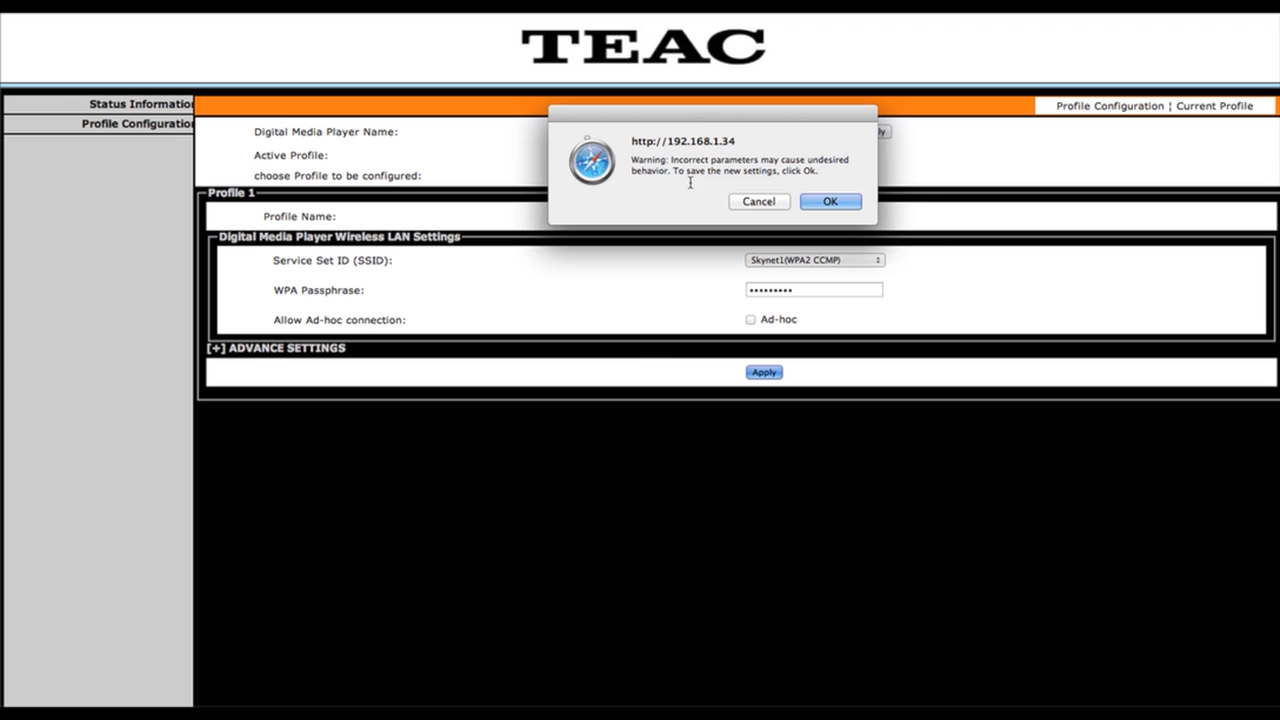 TEAC
Status Informatio
Profile Configuratio
Profile Configuration ¦ Current Profile
Digital Media Player Name:
ly
Active Profile:
choose Profile to be configured:
http://192.168.1.34
Warning: Incorrect parameters may cause undesired
behavior. To save the new settings, click Ok.
Cancel
OK
Profile 1
Profile Name:
Digital Media Player Wireless LAN Settings
Service Set ID (SSID):
Skynet1(WPA2 CCMP)
WPA Passphrase:
•••••••••
Allow Ad-hoc connection:
Ad-hoc
[+] ADVANCE SETTINGS
Apply